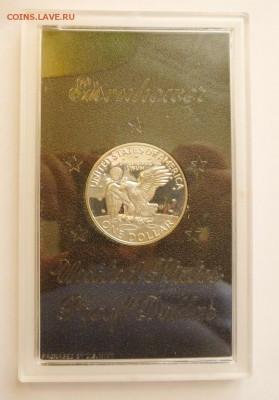 COINS.LAVE.RU
Eisenhower
UNITED STATES OF AMERICA
ONE DOLLAR
United States
Proof Dollar